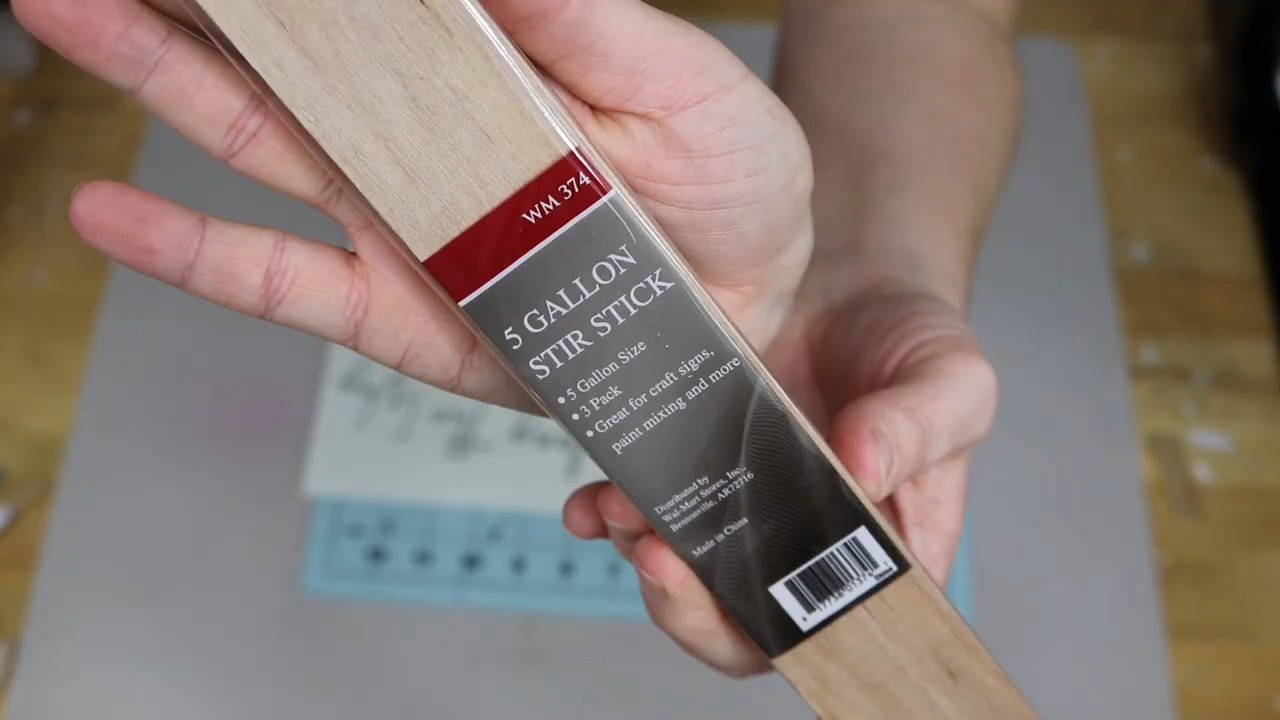 WM 374
5 GALLON
STIR STICK
• 5 Gallon Size
• 3 Pack
• Great for craft signs,
paint mixing and more
Distributed by
Wal-Mart Stores, Inc.,
Bentonville, AR72716
Made in China